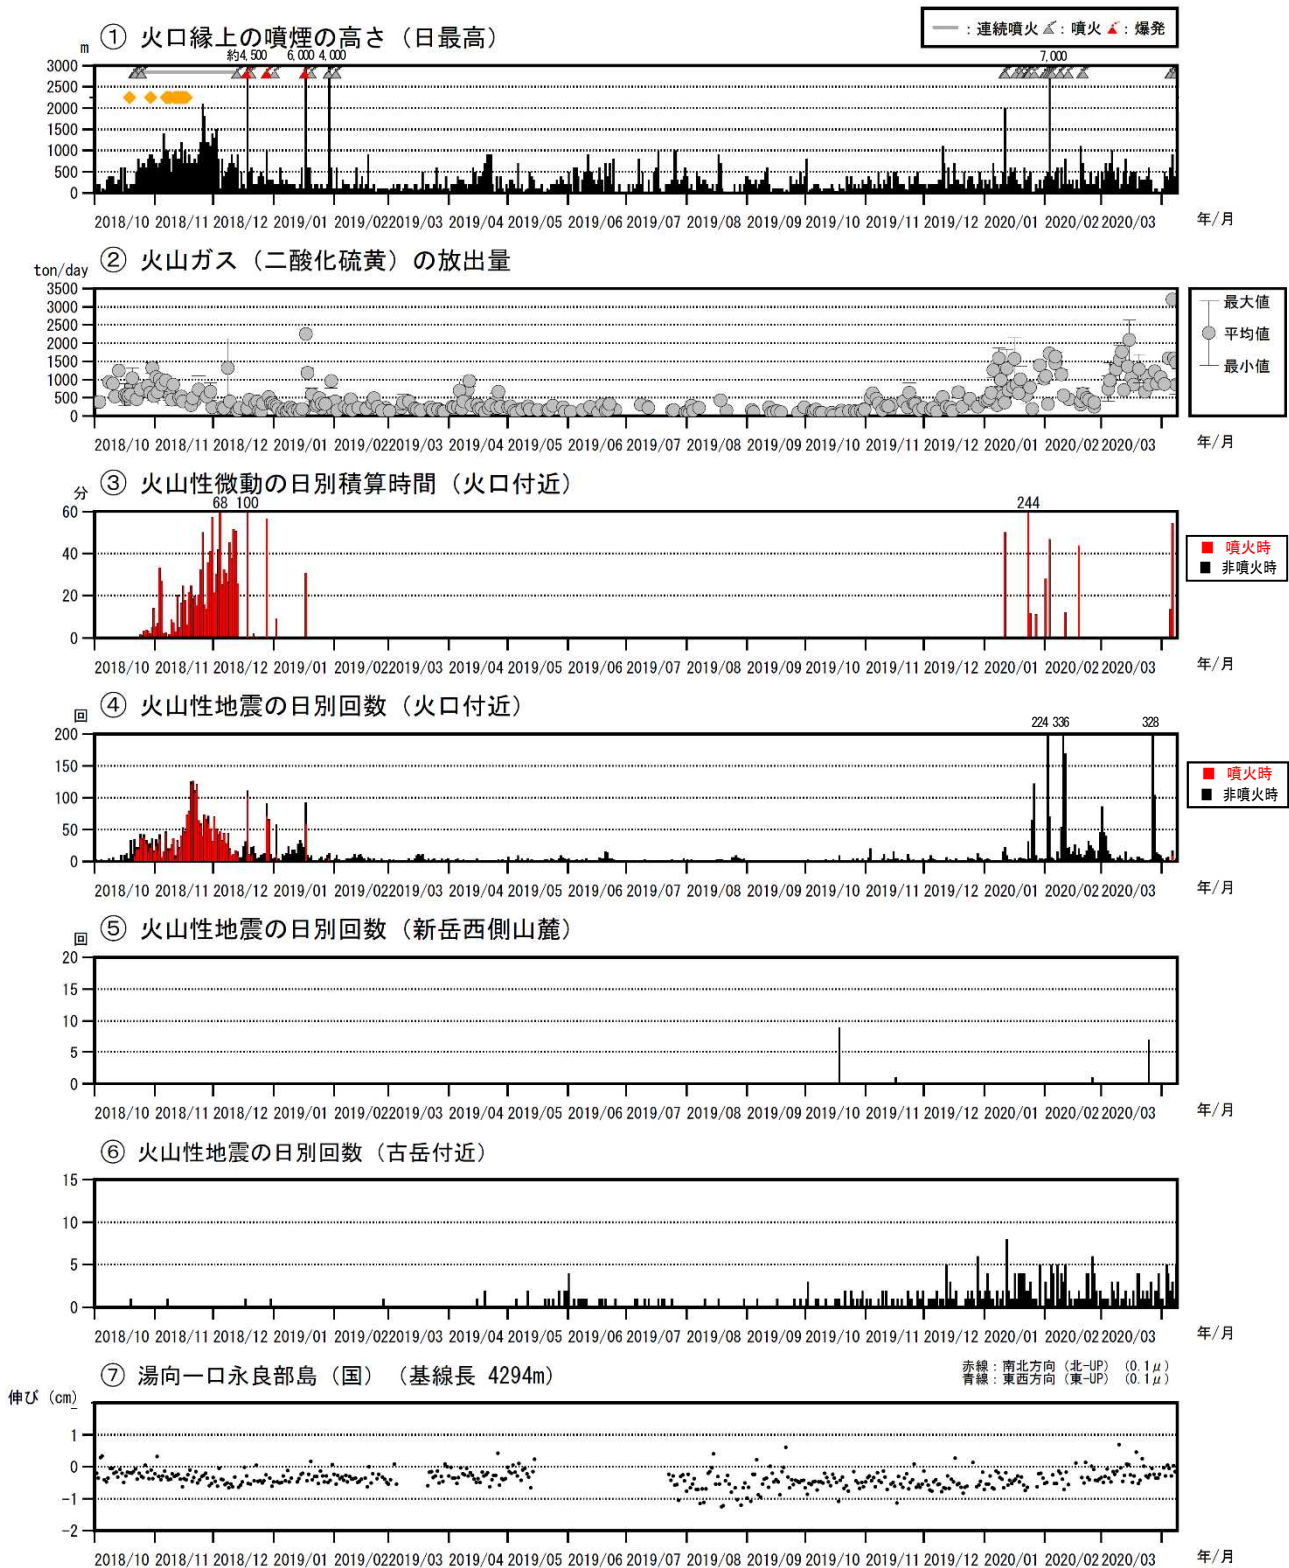 ① 火口縁上の噴煙の高さ（日最高）
━━ : 連続噴火 : 噴火 : 爆発
m
約4,500 6,000 4,000 7,000
3000
2500
2000
1500
1000
500
0
2018/10 2018/11 2018/12 2019/01 2019/02 2019/03 2019/04 2019/05 2019/06 2019/07 2019/08 2019/09 2019/10 2019/11 2019/12 2020/01 2020/02 2020/03
年/月
② 火山ガス（二酸化硫黄）の放出量
ton/day
3500
3000
2500
2000
1500
1000
500
0
最大値
平均値
最小値
2018/10 2018/11 2018/12 2019/01 2019/02 2019/03 2019/04 2019/05 2019/06 2019/07 2019/08 2019/09 2019/10 2019/11 2019/12 2020/01 2020/02 2020/03
年/月
③ 火山性微動の日別積算時間（火口付近）
分
68 100 244
60
40
20
0
噴火時
非噴火時
2018/10 2018/11 2018/12 2019/01 2019/02 2019/03 2019/04 2019/05 2019/06 2019/07 2019/08 2019/09 2019/10 2019/11 2019/12 2020/01 2020/02 2020/03
年/月
④ 火山性地震の日別回数（火口付近）
回
224 336 328
200
150
100
50
0
噴火時
非噴火時
2018/10 2018/11 2018/12 2019/01 2019/02 2019/03 2019/04 2019/05 2019/06 2019/07 2019/08 2019/09 2019/10 2019/11 2019/12 2020/01 2020/02 2020/03
年/月
⑤ 火山性地震の日別回数（新岳西側山麓）
回
20
15
10
5
0
2018/10 2018/11 2018/12 2019/01 2019/02 2019/03 2019/04 2019/05 2019/06 2019/07 2019/08 2019/09 2019/10 2019/11 2019/12 2020/01 2020/02 2020/03
年/月
⑥ 火山性地震の日別回数（古岳付近）
15
10
5
0
2018/10 2018/11 2018/12 2019/01 2019/02 2019/03 2019/04 2019/05 2019/06 2019/07 2019/08 2019/09 2019/10 2019/11 2019/12 2020/01 2020/02 2020/03
年/月
⑦ 湯向ー口永良部島（国）（基線長 4294m）
赤線：南北方向（北-UP）（0.1μ）
青線：東西方向（東-UP）（0.1μ）
伸び（cm）
1
0
-1
-2
2018/10 2018/11 2018/12 2019/01 2019/02 2019/03 2019/04 2019/05 2019/06 2019/07 2019/08 2019/09 2019/10 2019/11 2019/12 2020/01 2020/02 2020/03
年/月